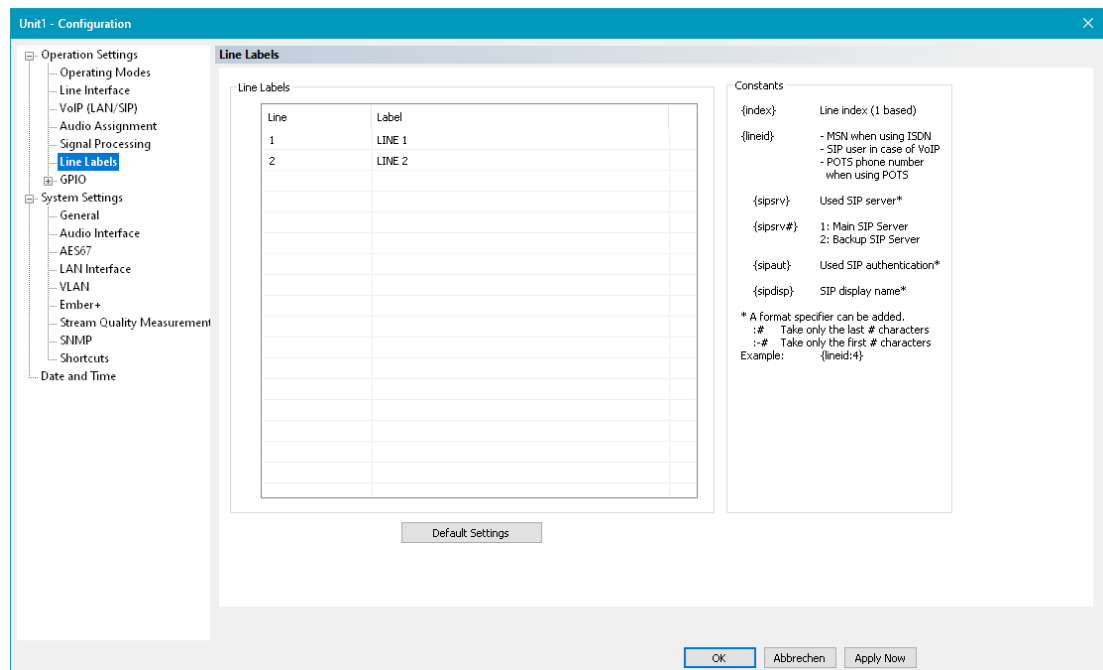 Unit1 - Configuration
Operation Settings
Operating Modes
Line Interface
VoIP (LAN/SIP)
Audio Assignment
Signal Processing
Line Labels
GPIO
System Settings
General
Audio Interface
AES67
LAN Interface
VLAN
Ember+
Stream Quality Measurement
SNMP
Shortcuts
Date and Time
Line Labels
Line Labels
Line Label
1 LINE 1
2 LINE 2
Default Settings
Constants
{index} Line index (1 based)
{lineid} - MSN when using ISDN
- SIP user in case of VoIP
- POTS phone number
when using POTS
{sipsrv} Used SIP server*
{sipsrv#} 1: Main SIP Server
2: Backup SIP Server
{sipaut} Used SIP authentication*
{sipdisp} SIP display name*
* A format specifier can be added.
:# Take only the last # characters
:-# Take only the first # characters
Example: {lineid:4}
OK Abbrechen Apply Now